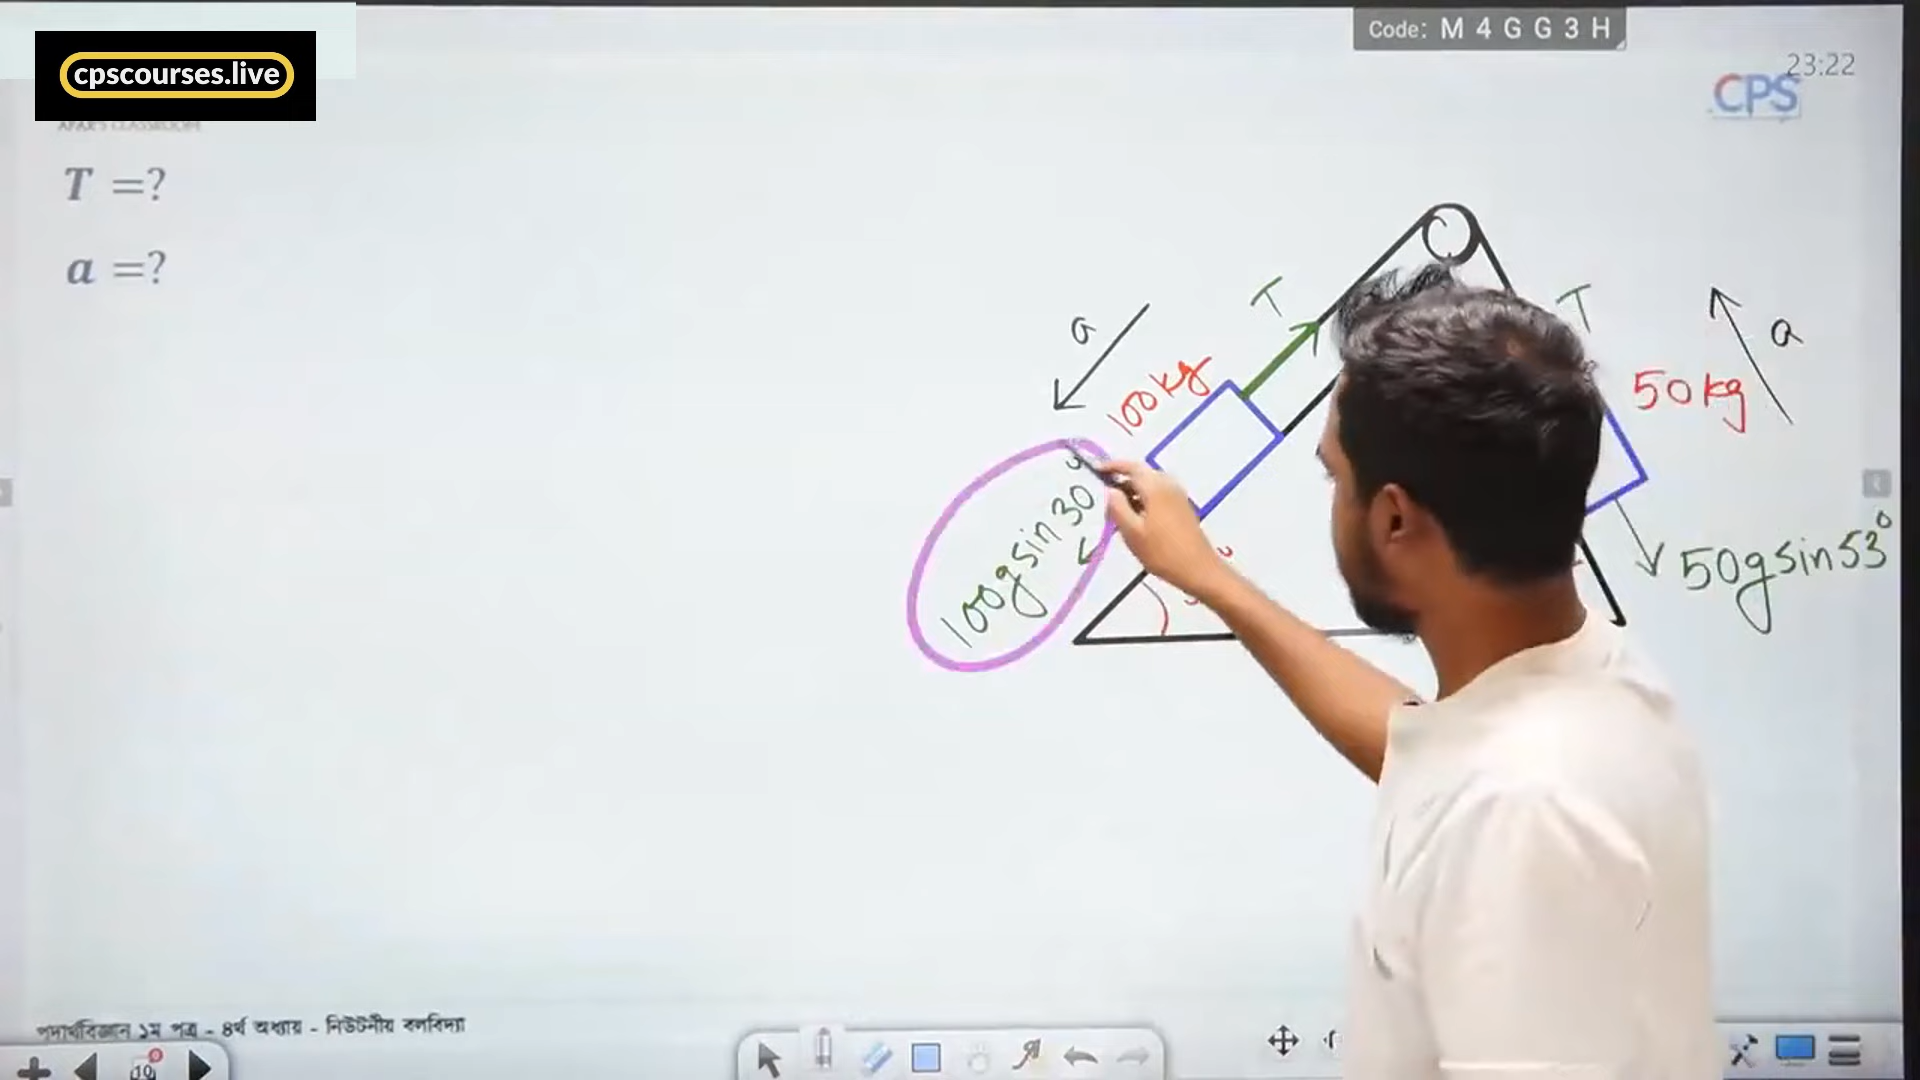 Code: M 4 G G 3 H
cpscourses.live
23:22
CPS
T =?
a =?
T
T
a
a
100kg
50kg
100gsin30°
50gsin53°
পদার্থবিজ্ঞান ১ম পত্র - ৪র্থ অধ্যায় - নিউটনীয় বলবিদ্যা
10